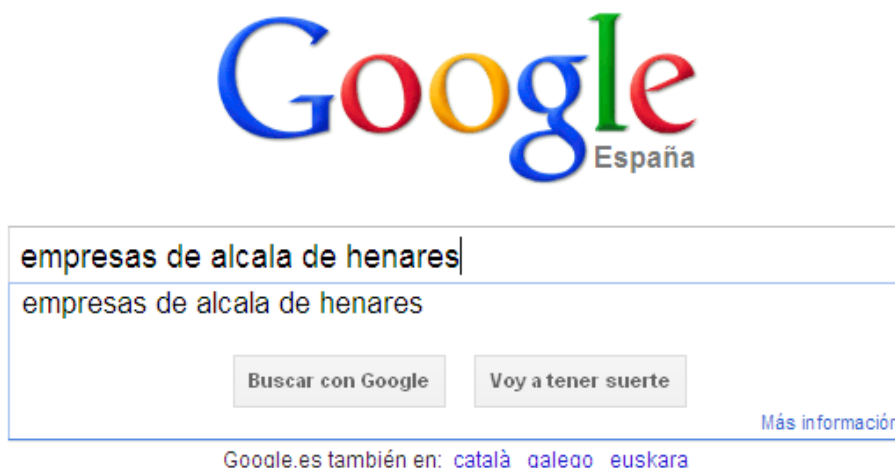 Google
España
empresas de alcala de henares
empresas de alcala de henares
Buscar con Google Voy a tener suerte
Más información
Google.es también en: català galego euskara